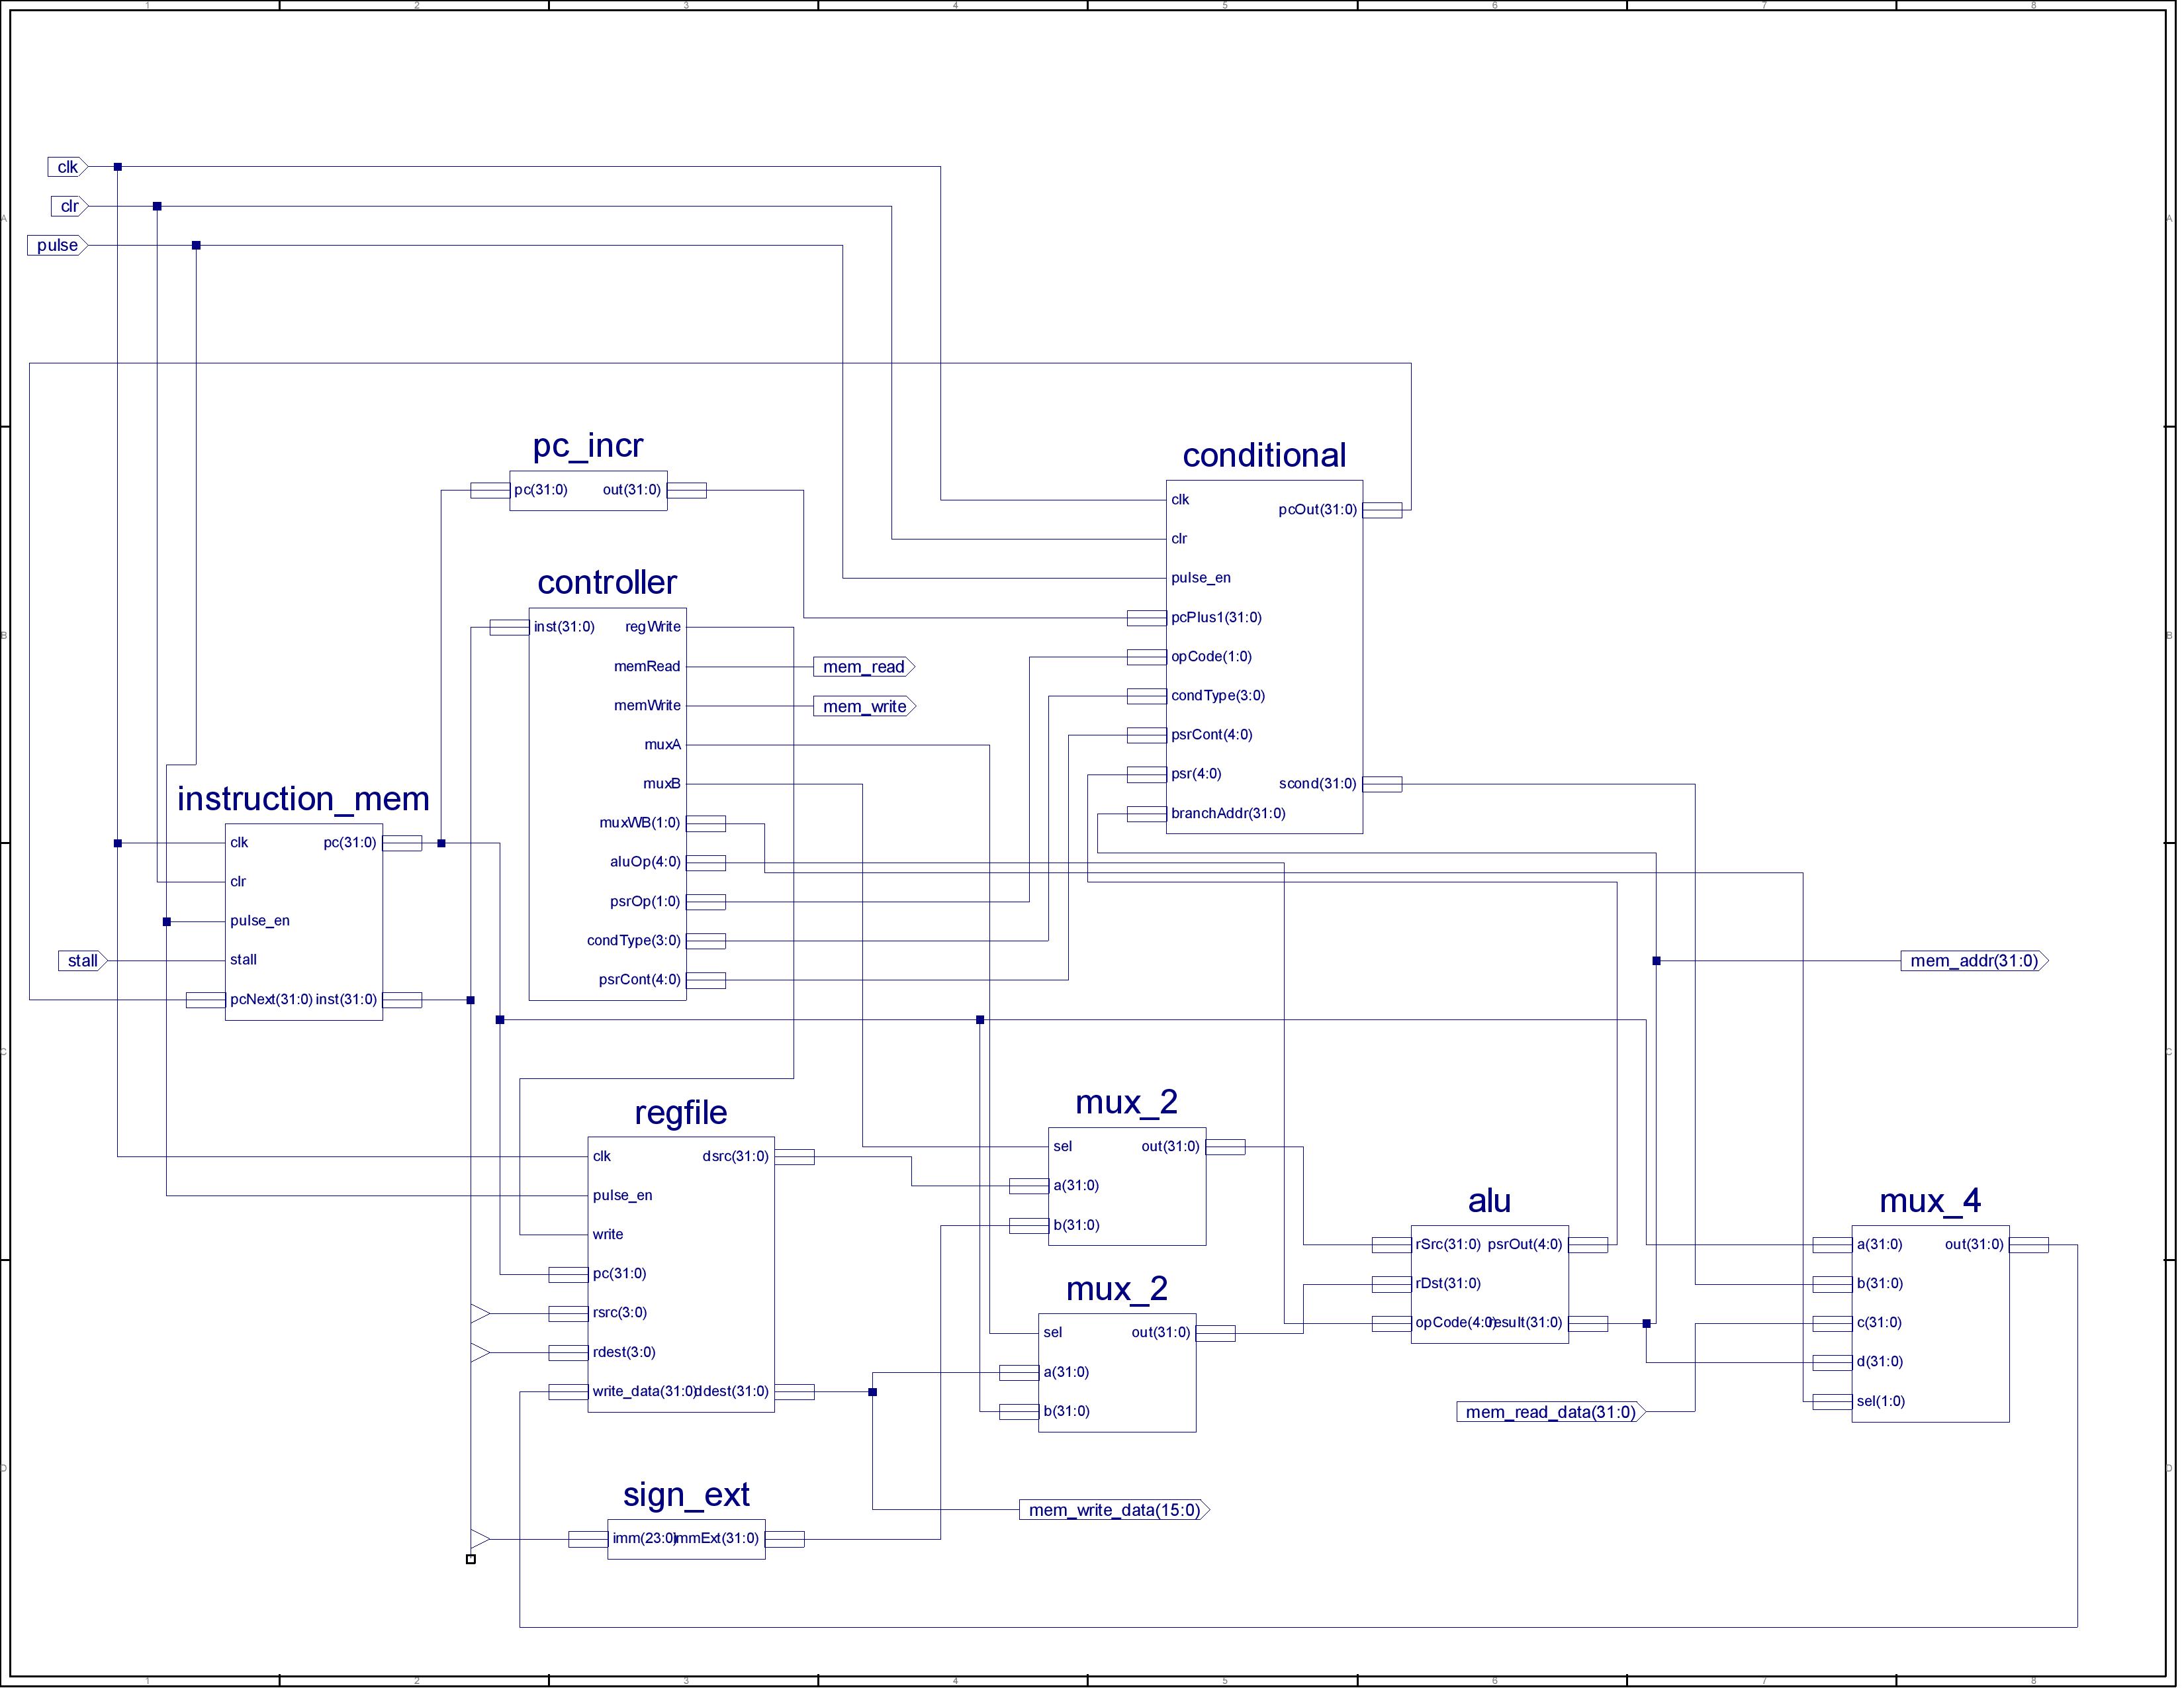 1 2 3 4 5 6 7 8
clk
clr
A A
pulse
pc_incr
pc(31:0) out(31:0)
conditional
clk
pcOut(31:0)
clr
pulse_en
pcPlus1(31:0)
opCode(1:0)
condType(3:0)
psrCont(4:0)
psr(4:0)
scond(31:0)
branchAddr(31:0)
controller
inst(31:0) regWrite
B B
memRead
memWrite
muxA
muxB
muxWB(1:0)
aluOp(4:0)
psrOp(1:0)
condType(3:0)
psrCont(4:0)
mem_read
mem_write
instruction_mem
clk pc(31:0)
clr
pulse_en
stall
stall
pcNext(31:0) inst(31:0)
mem_addr(31:0)
C C
regfile
clk dsrc(31:0)
pulse_en
write
pc(31:0)
rsrc(3:0)
rdest(3:0)
write_data(31:0) ddest(31:0)
mux_2
sel out(31:0)
a(31:0)
b(31:0)
mux_2
sel out(31:0)
a(31:0)
b(31:0)
alu
rSrc(31:0) psrOut(4:0)
rDst(31:0)
opCode(4:0) result(31:0)
mux_4
a(31:0) out(31:0)
b(31:0)
c(31:0)
d(31:0)
sel(1:0)
mem_read_data(31:0)
D D
sign_ext
imm(23:0) immExt(31:0)
mem_write_data(15:0)
1 2 3 4 5 6 7 8